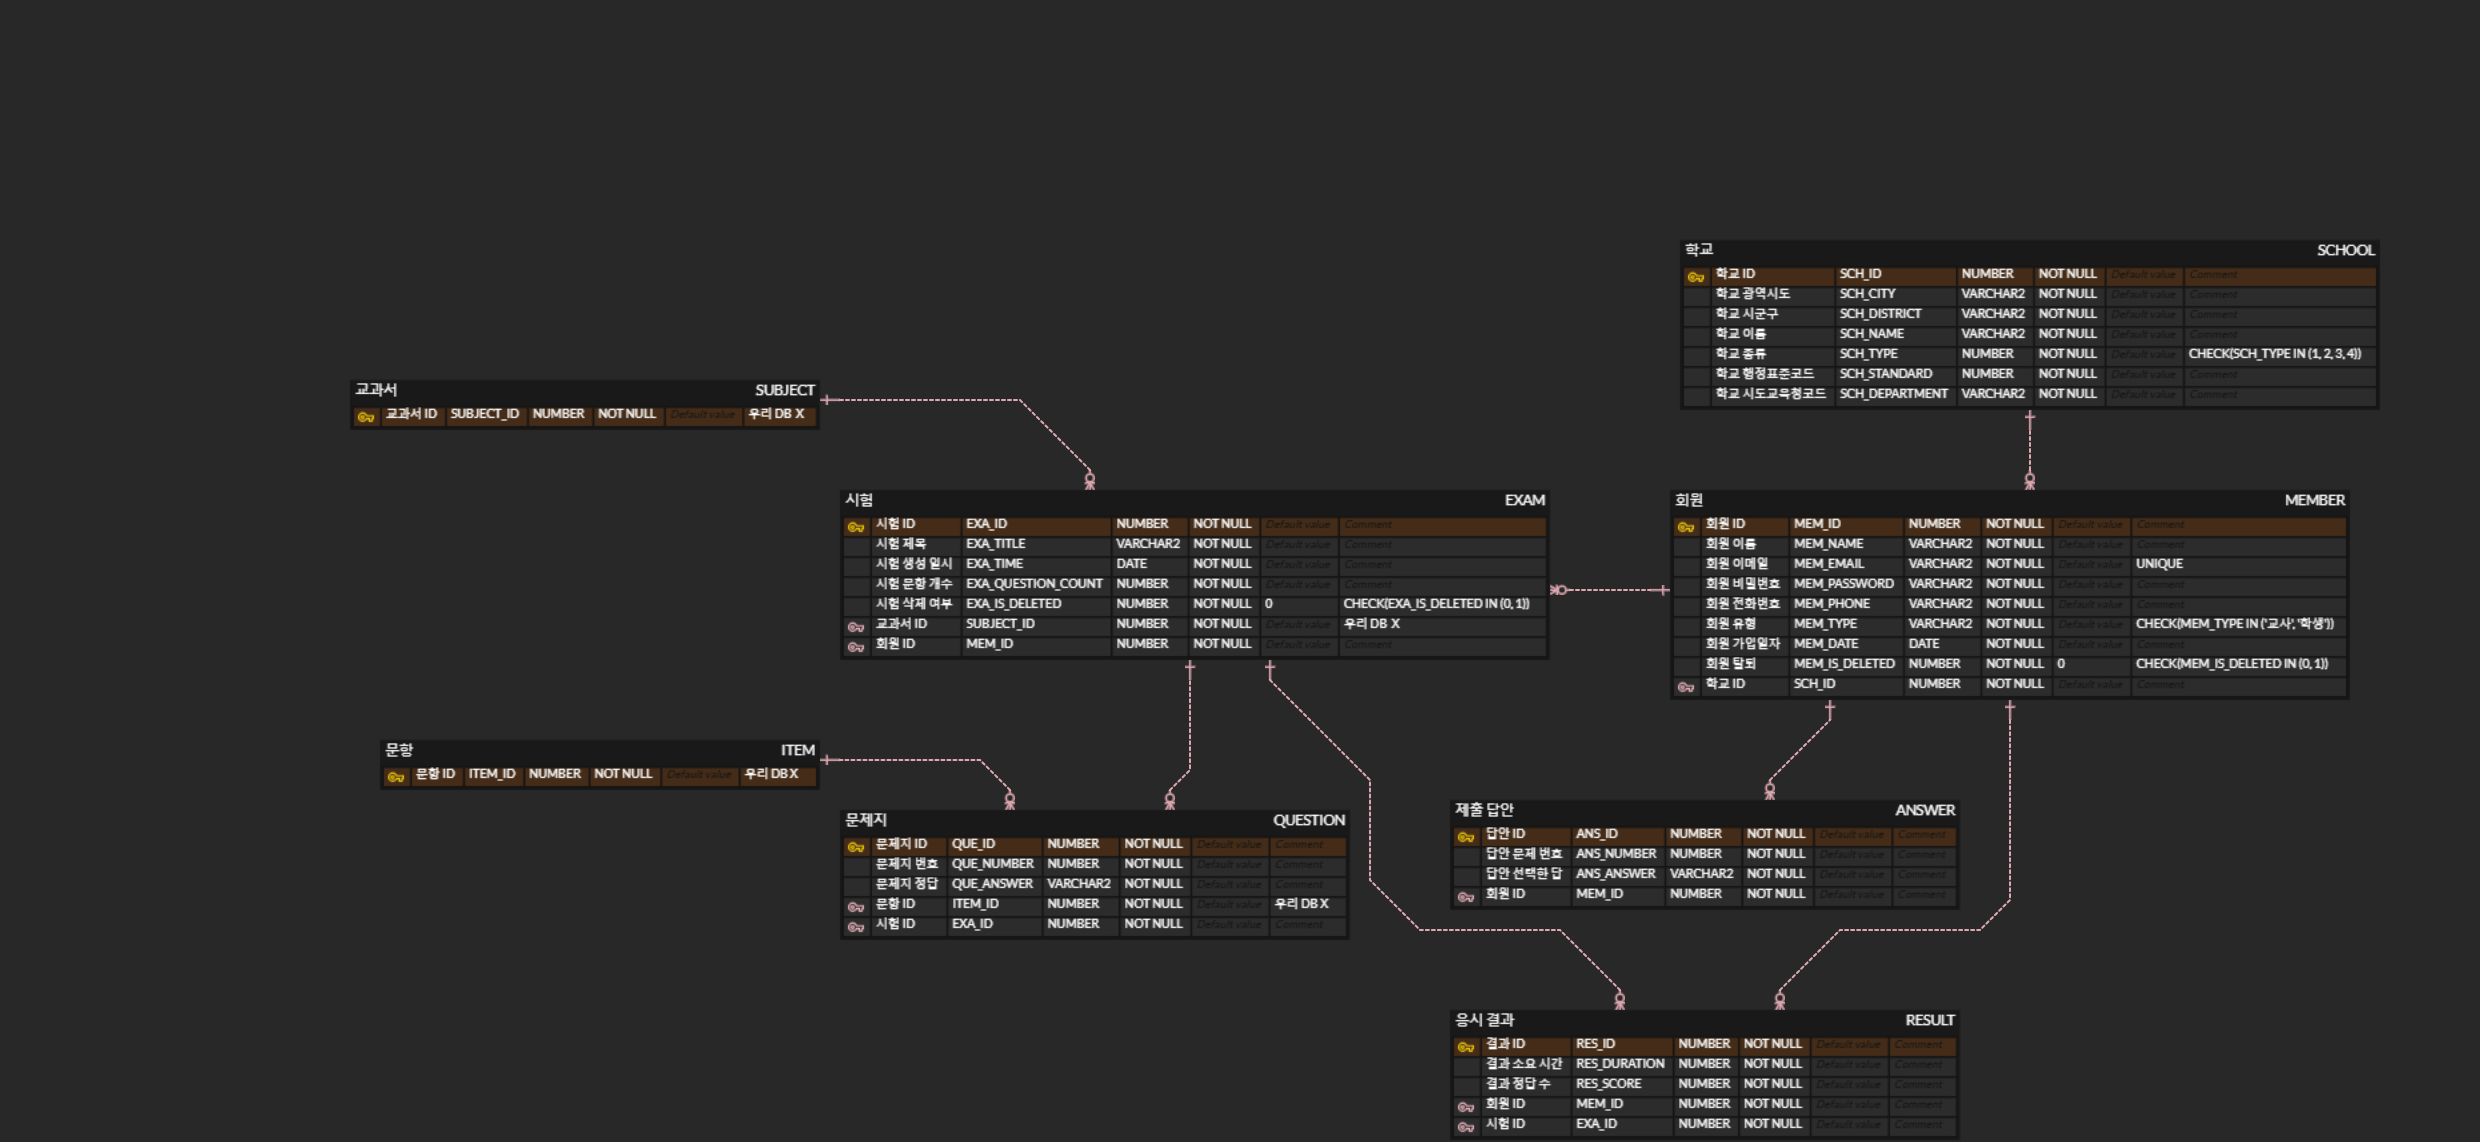 학교 SCHOOL
학교 ID SCH_ID NUMBER NOT NULL Default value Comment
학교 광역시도 SCH_CITY VARCHAR2 NOT NULL Default value Comment
학교 시군구 SCH_DISTRICT VARCHAR2 NOT NULL Default value Comment
학교 이름 SCH_NAME VARCHAR2 NOT NULL Default value Comment
학교 종류 SCH_TYPE NUMBER NOT NULL Default value CHECK(SCH_TYPE IN (1, 2, 3, 4))
학교 행정표준코드 SCH_STANDARD NUMBER NOT NULL Default value Comment
학교 시도교육청코드 SCH_DEPARTMENT VARCHAR2 NOT NULL Default value Comment
교과서 SUBJECT
교과서 ID SUBJECT_ID NUMBER NOT NULL Default value 우리 DB X
시험 EXAM
시험 ID EXA_ID NUMBER NOT NULL Default value Comment
시험 제목 EXA_TITLE VARCHAR2 NOT NULL Default value Comment
시험 생성 일시 EXA_TIME DATE NOT NULL Default value Comment
시험 문항 개수 EXA_QUESTION_COUNT NUMBER NOT NULL Default value Comment
시험 삭제 여부 EXA_IS_DELETED NUMBER NOT NULL 0 CHECK(EXA_IS_DELETED IN (0, 1))
교과서 ID SUBJECT_ID NUMBER NOT NULL Default value 우리 DB X
회원 ID MEM_ID NUMBER NOT NULL Default value Comment
회원 MEMBER
회원 ID MEM_ID NUMBER NOT NULL Default value Comment
회원 이름 MEM_NAME VARCHAR2 NOT NULL Default value Comment
회원 이메일 MEM_EMAIL VARCHAR2 NOT NULL Default value UNIQUE
회원 비밀번호 MEM_PASSWORD VARCHAR2 NOT NULL Default value Comment
회원 전화번호 MEM_PHONE VARCHAR2 NOT NULL Default value Comment
회원 유형 MEM_TYPE VARCHAR2 NOT NULL Default value CHECK(MEM_TYPE IN ('교사', '학생'))
회원 가입일자 MEM_DATE DATE NOT NULL Default value Comment
회원 탈퇴 MEM_IS_DELETED NUMBER NOT NULL 0 CHECK(MEM_IS_DELETED IN (0, 1))
학교 ID SCH_ID NUMBER NOT NULL Default value Comment
문항 ITEM
문항 ID ITEM_ID NUMBER NOT NULL Default value 우리 DB X
문제지 QUESTION
문제지 ID QUE_ID NUMBER NOT NULL Default value Comment
문제지 번호 QUE_NUMBER NUMBER NOT NULL Default value Comment
문제지 정답 QUE_ANSWER VARCHAR2 NOT NULL Default value Comment
문항 ID ITEM_ID NUMBER NOT NULL Default value 우리 DB X
시험 ID EXA_ID NUMBER NOT NULL Default value Comment
제출 답안 ANSWER
답안 ID ANS_ID NUMBER NOT NULL Default value Comment
답안 문제 번호 ANS_NUMBER NUMBER NOT NULL Default value Comment
답안 선택한 답 ANS_ANSWER VARCHAR2 NOT NULL Default value Comment
회원 ID MEM_ID NUMBER NOT NULL Default value Comment
응시 결과 RESULT
결과 ID RES_ID NUMBER NOT NULL Default value Comment
결과 소요 시간 RES_DURATION NUMBER NOT NULL Default value Comment
결과 정답 수 RES_SCORE NUMBER NOT NULL Default value Comment
회원 ID MEM_ID NUMBER NOT NULL Default value Comment
시험 ID EXA_ID NUMBER NOT NULL Default value Comment